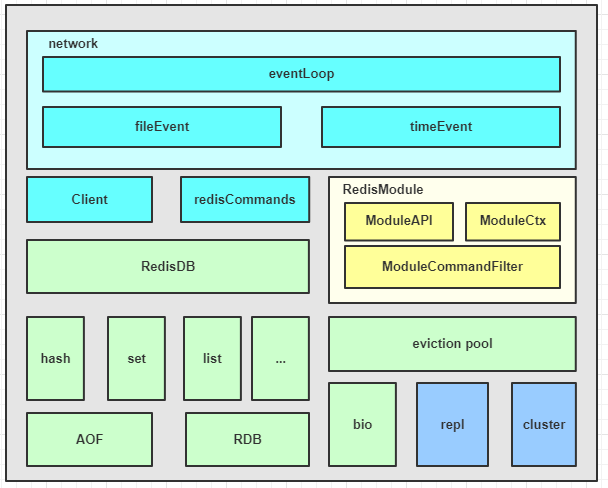 network
eventLoop
fileEvent
timeEvent
Client
redisCommands
RedisModule
ModuleAPI
ModuleCtx
ModuleCommandFilter
RedisDB
hash
set
list
...
eviction pool
AOF
RDB
bio
repl
cluster